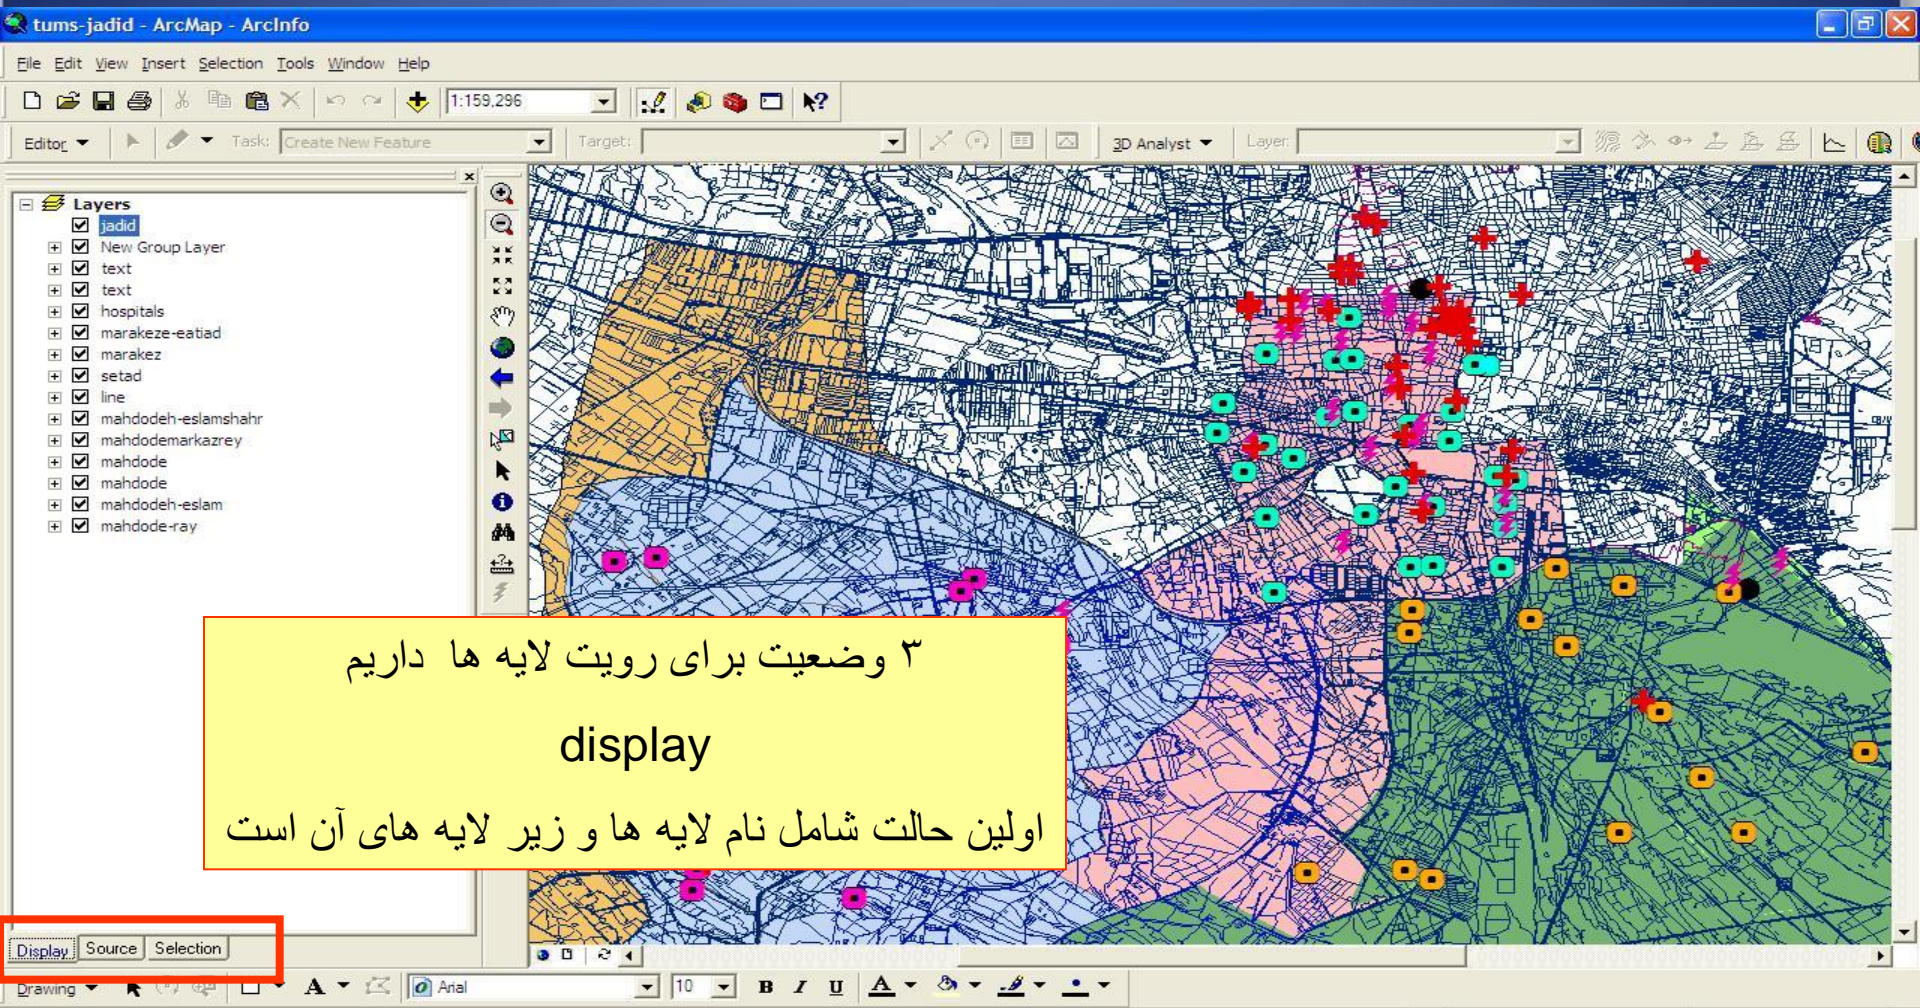 tums-jadid - ArcMap - ArcInfo
File Edit View Insert Selection Tools Window Help
1:159,296
Editor Task: Create New Feature Target: 3D Analyst Layer:
Layers
jadid
New Group Layer
text
text
hospitals
marakeze-eatiad
marakez
setad
line
mahdodeh-eslamshahr
mahdodemarkazrey
mahdode
mahdode
mahdodeh-eslam
mahdode-ray
۳ وضعیت برای رویت لایه ها داریم
display
اولین حالت شامل نام لایه ها و زیر لایه های آن است
Display Source Selection
Drawing A Arial 10 B I U A